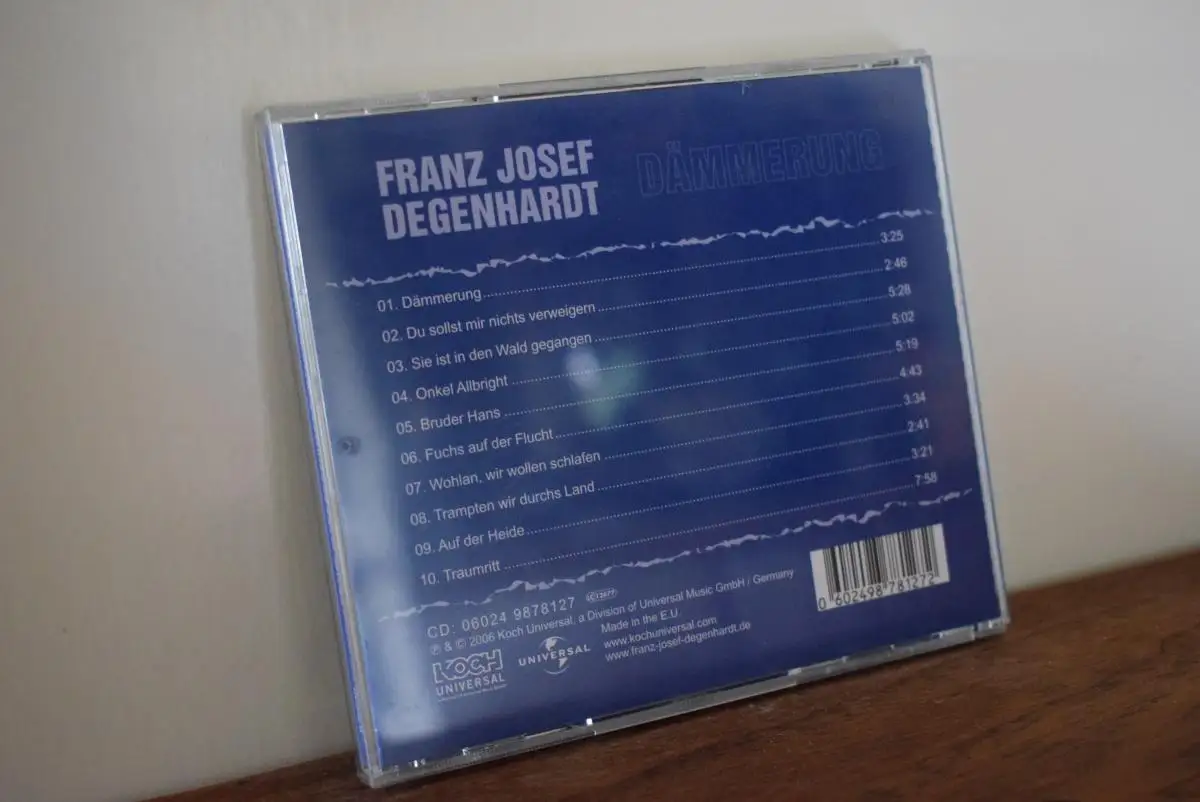 FRANZ JOSEF
DEGENHARDT
DÄMMERUNG
01. Dämmerung 3:25
02. Du sollst mir nichts verweigern 2:46
03. Sie ist in den Wald gegangen 5:28
04. Onkel Allbright 5:02
05. Bruder Hans 5:19
06. Fuchs auf der Flucht 4:43
07. Wohlan, wir wollen schlafen 3:34
08. Trampten wir durchs Land 2:41
09. Auf der Heide 3:21
10. Traumritt 7:58
CD: 06024 9878127 LC 12677
℗ & © 2006 Koch Universal, a Division of Universal Music GmbH / Germany
Made in the E.U.
www.kochuniversal.com
www.franz-josef-degenhardt.de
KOCH
UNIVERSAL
UNIVERSAL
0 602498 781272